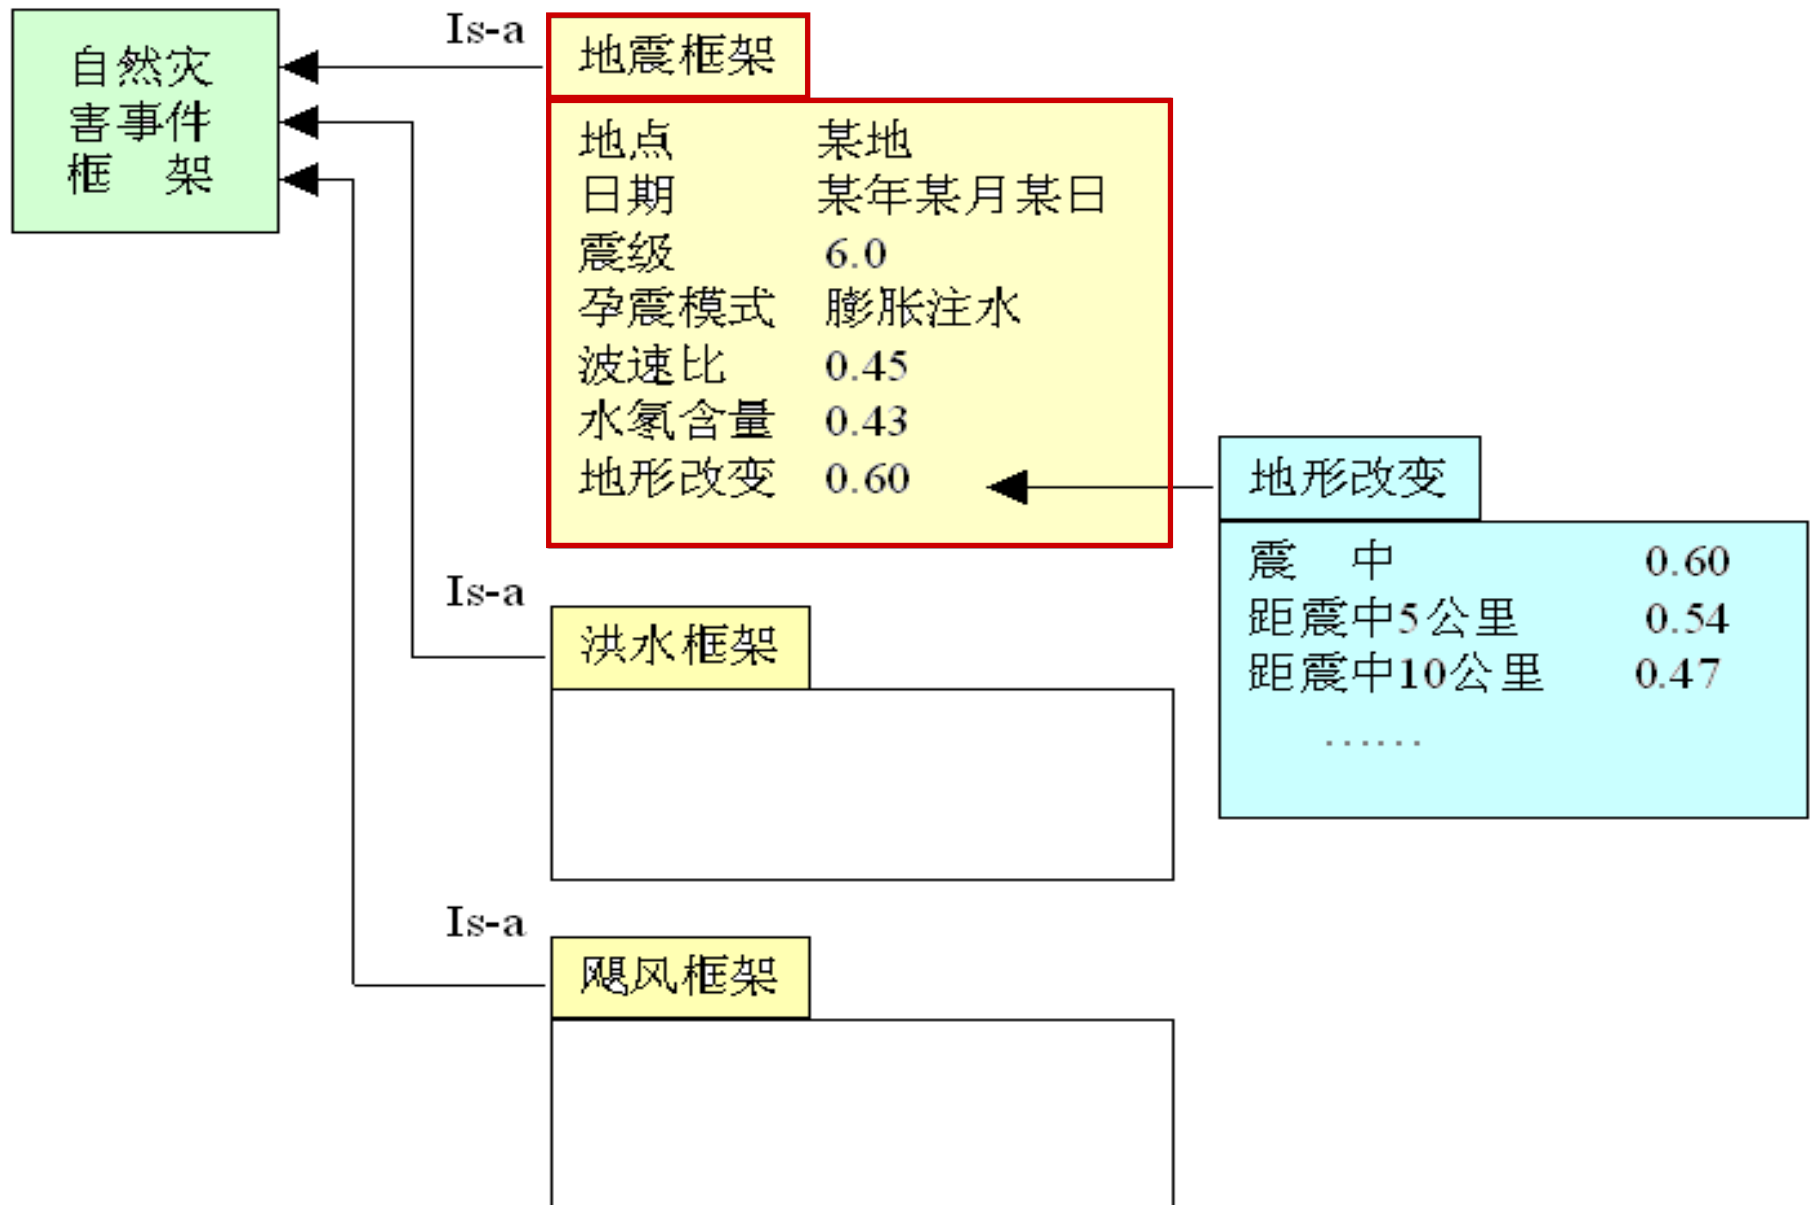 自然灾
害事件
框 架
Is-a
地震框架
地点 某地
日期 某年某月某日
震级 6.0
孕震模式 膨胀注水
波速比 0.45
水氡含量 0.43
地形改变 0.60
地形改变
震 中 0.60
距震中5公里 0.54
距震中10公里 0.47
······
Is-a
洪水框架
Is-a
飓风框架